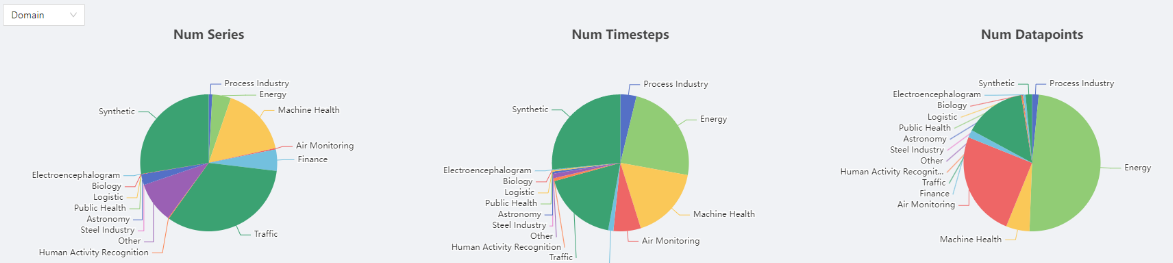 Domain
Num Series
Process Industry
Energy
Machine Health
Air Monitoring
Finance
Traffic
Human Activity Recognition
Other
Steel Industry
Astronomy
Public Health
Logistic
Biology
Electroencephalogram
Synthetic
Num Timesteps
Process Industry
Energy
Machine Health
Air Monitoring
Traffic
Human Activity Recognition
Other
Steel Industry
Astronomy
Public Health
Logistic
Biology
Electroencephalogram
Synthetic
Num Datapoints
Process Industry
Energy
Machine Health
Air Monitoring
Finance
Traffic
Human Activity Recognit...
Other
Steel Industry
Astronomy
Public Health
Logistic
Biology
Electroencephalogram
Synthetic